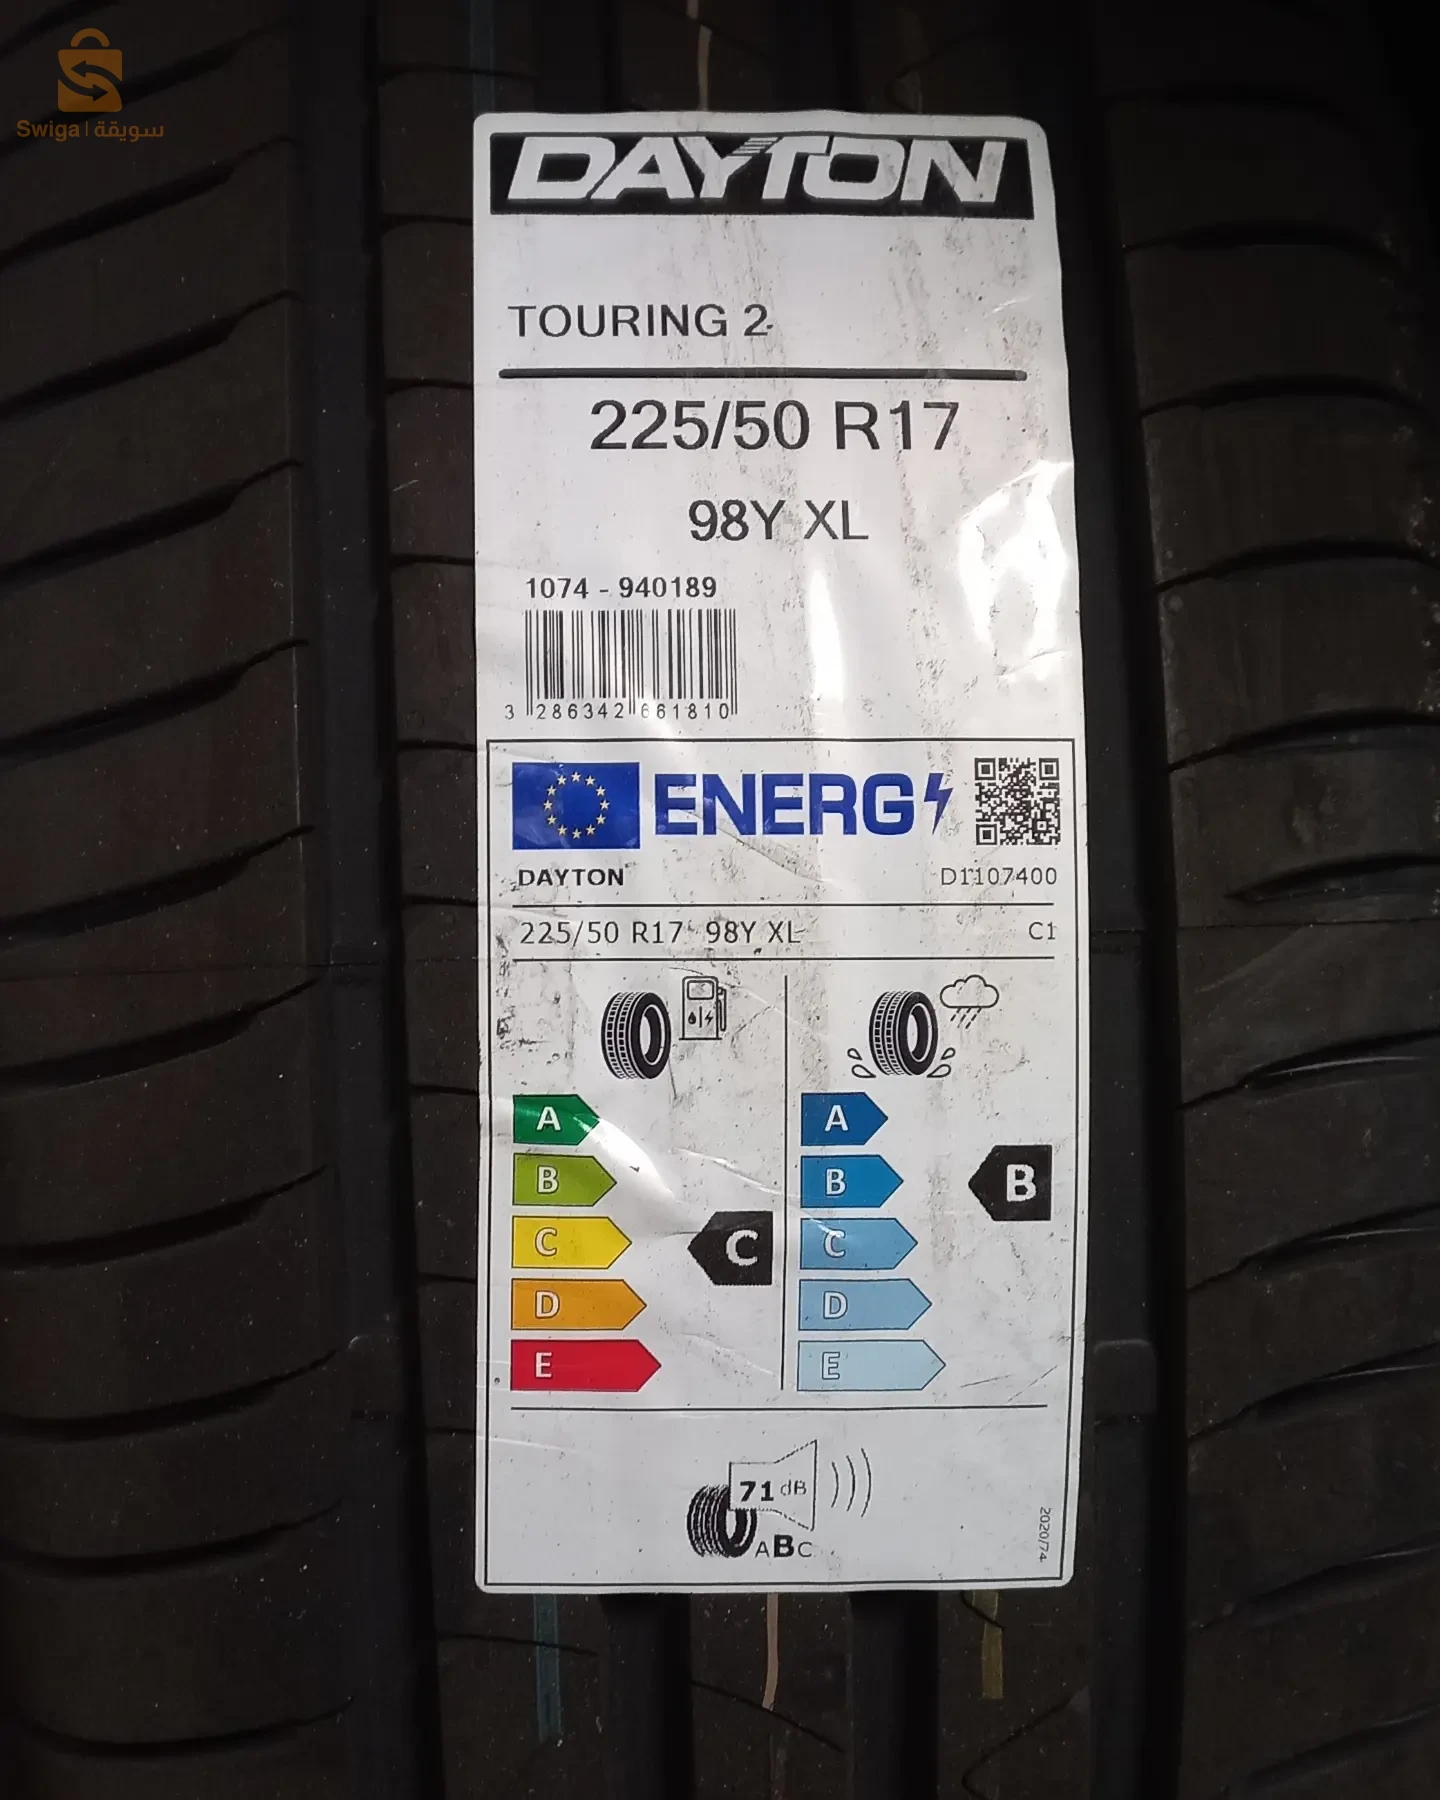 Swiga | سويقة
DAYTON
TOURING 2
225/50 R17
98Y XL
1074 - 940189
3 286342 661810
ENERG
DAYTON D1107400
225/50 R17 98Y XL C1
A A
B B B
C C C
D D
E E
71 dB
ABC
2020/74